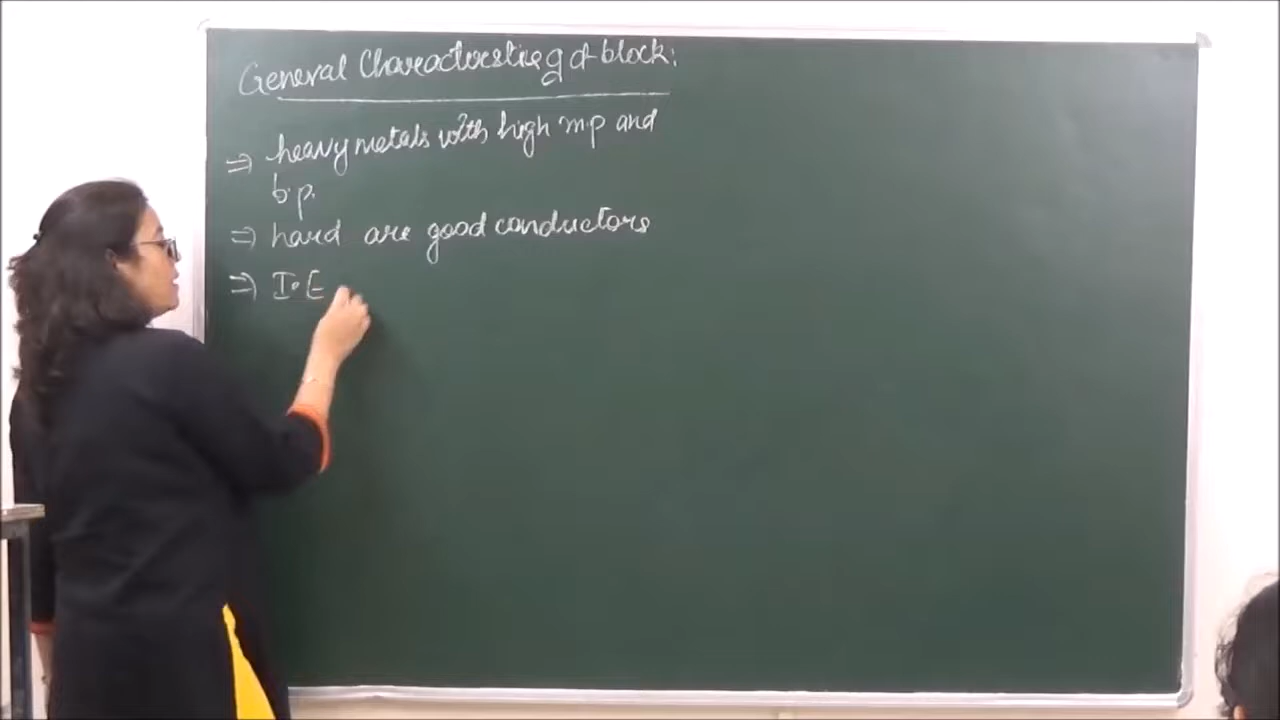 General Characteristic of d-block:
⇒ heavy metals with high m.p and
b.p.
⇒ hard are good conductors
⇒ I.E